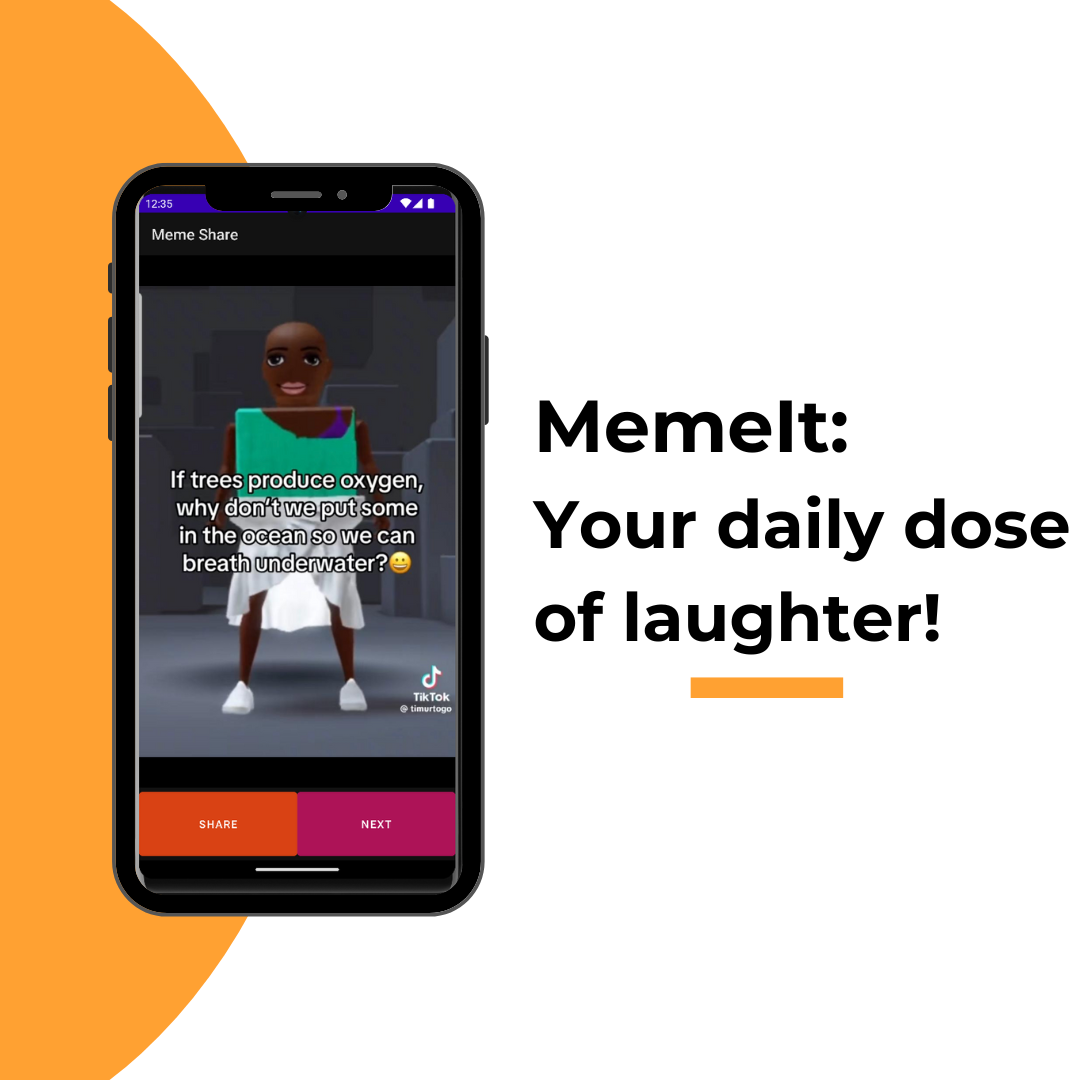 12:35
Meme Share
If trees produce oxygen,
why don't we put some
in the ocean so we can
breath underwater?😀
TikTok
@ timurtogo
SHARE
NEXT
MemeIt:
Your daily dose
of laughter!